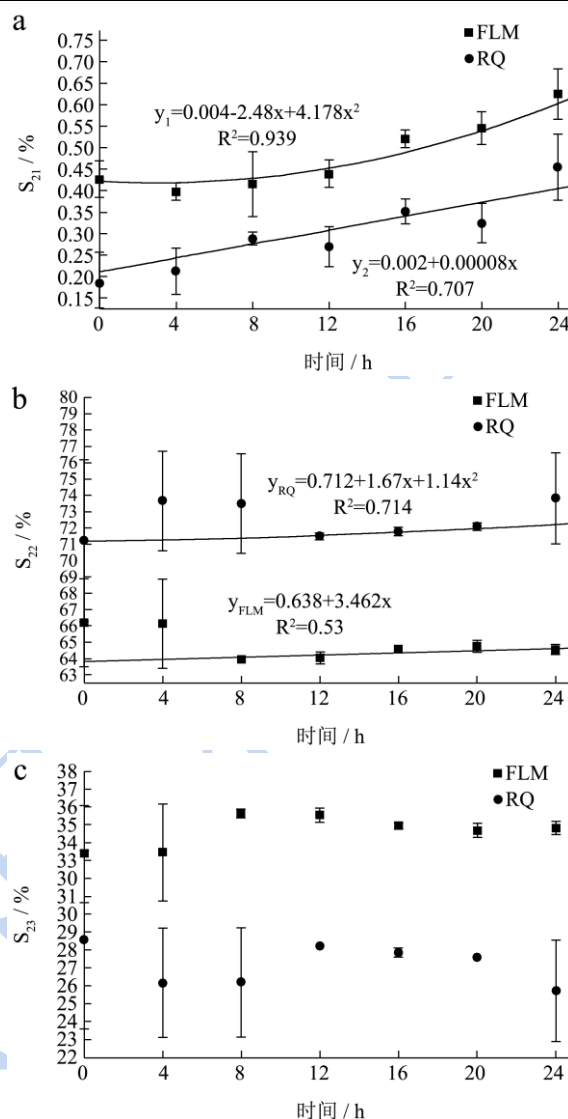 a
FLM
RQ
0.75
0.70
0.65
0.60
0.55
0.50
0.45
0.40
0.35
0.30
0.25
0.20
0.15
S21 / %
y1=0.004-2.48x+4.178x²
R²=0.939
y2=0.002+0.00008x
R²=0.707
0 4 8 12 16 20 24
时间 / h
b
FLM
RQ
80
79
78
77
76
75
74
73
72
71
70
69
68
67
66
65
64
63
S22 / %
yRQ=0.712+1.67x+1.14x²
R²=0.714
yFLM=0.638+3.462x
R²=0.53
0 4 8 12 16 20 24
时间 / h
c
FLM
RQ
38
37
36
35
34
33
30
31
30
29
28
27
26
25
24
23
22
S23 / %
0 4 8 12 16 20 24
时间 / h